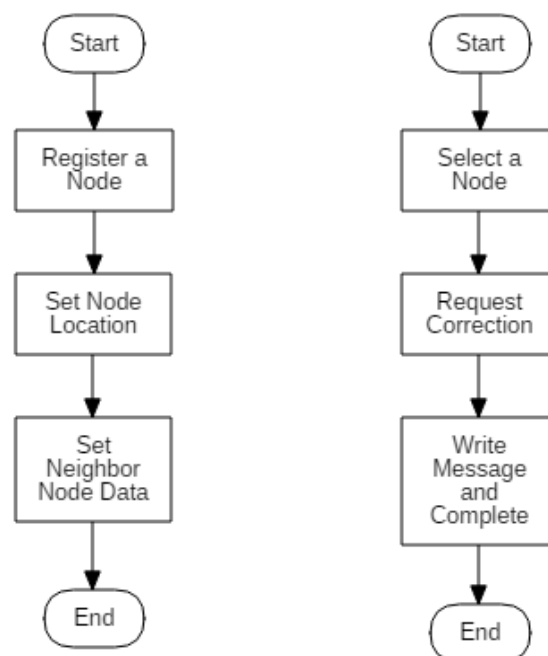 Start
Register a
Node
Set Node
Location
Set
Neighbor
Node Data
End
Start
Select a
Node
Request
Correction
Write
Message
and
Complete
End